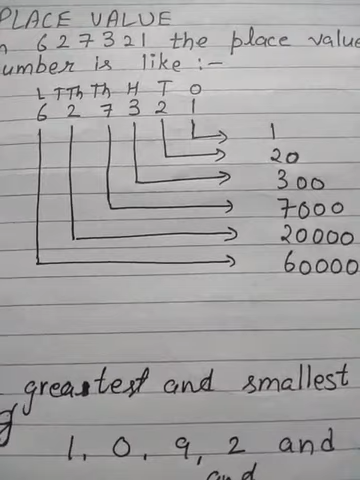 PLACE VALUE
n 627321 the place value
umber is like :-
L TTh Th H T O
6 2 7 3 2 1
1
20
300
7000
20000
60000
greatest and smallest
1, 0, 9, 2 and
and